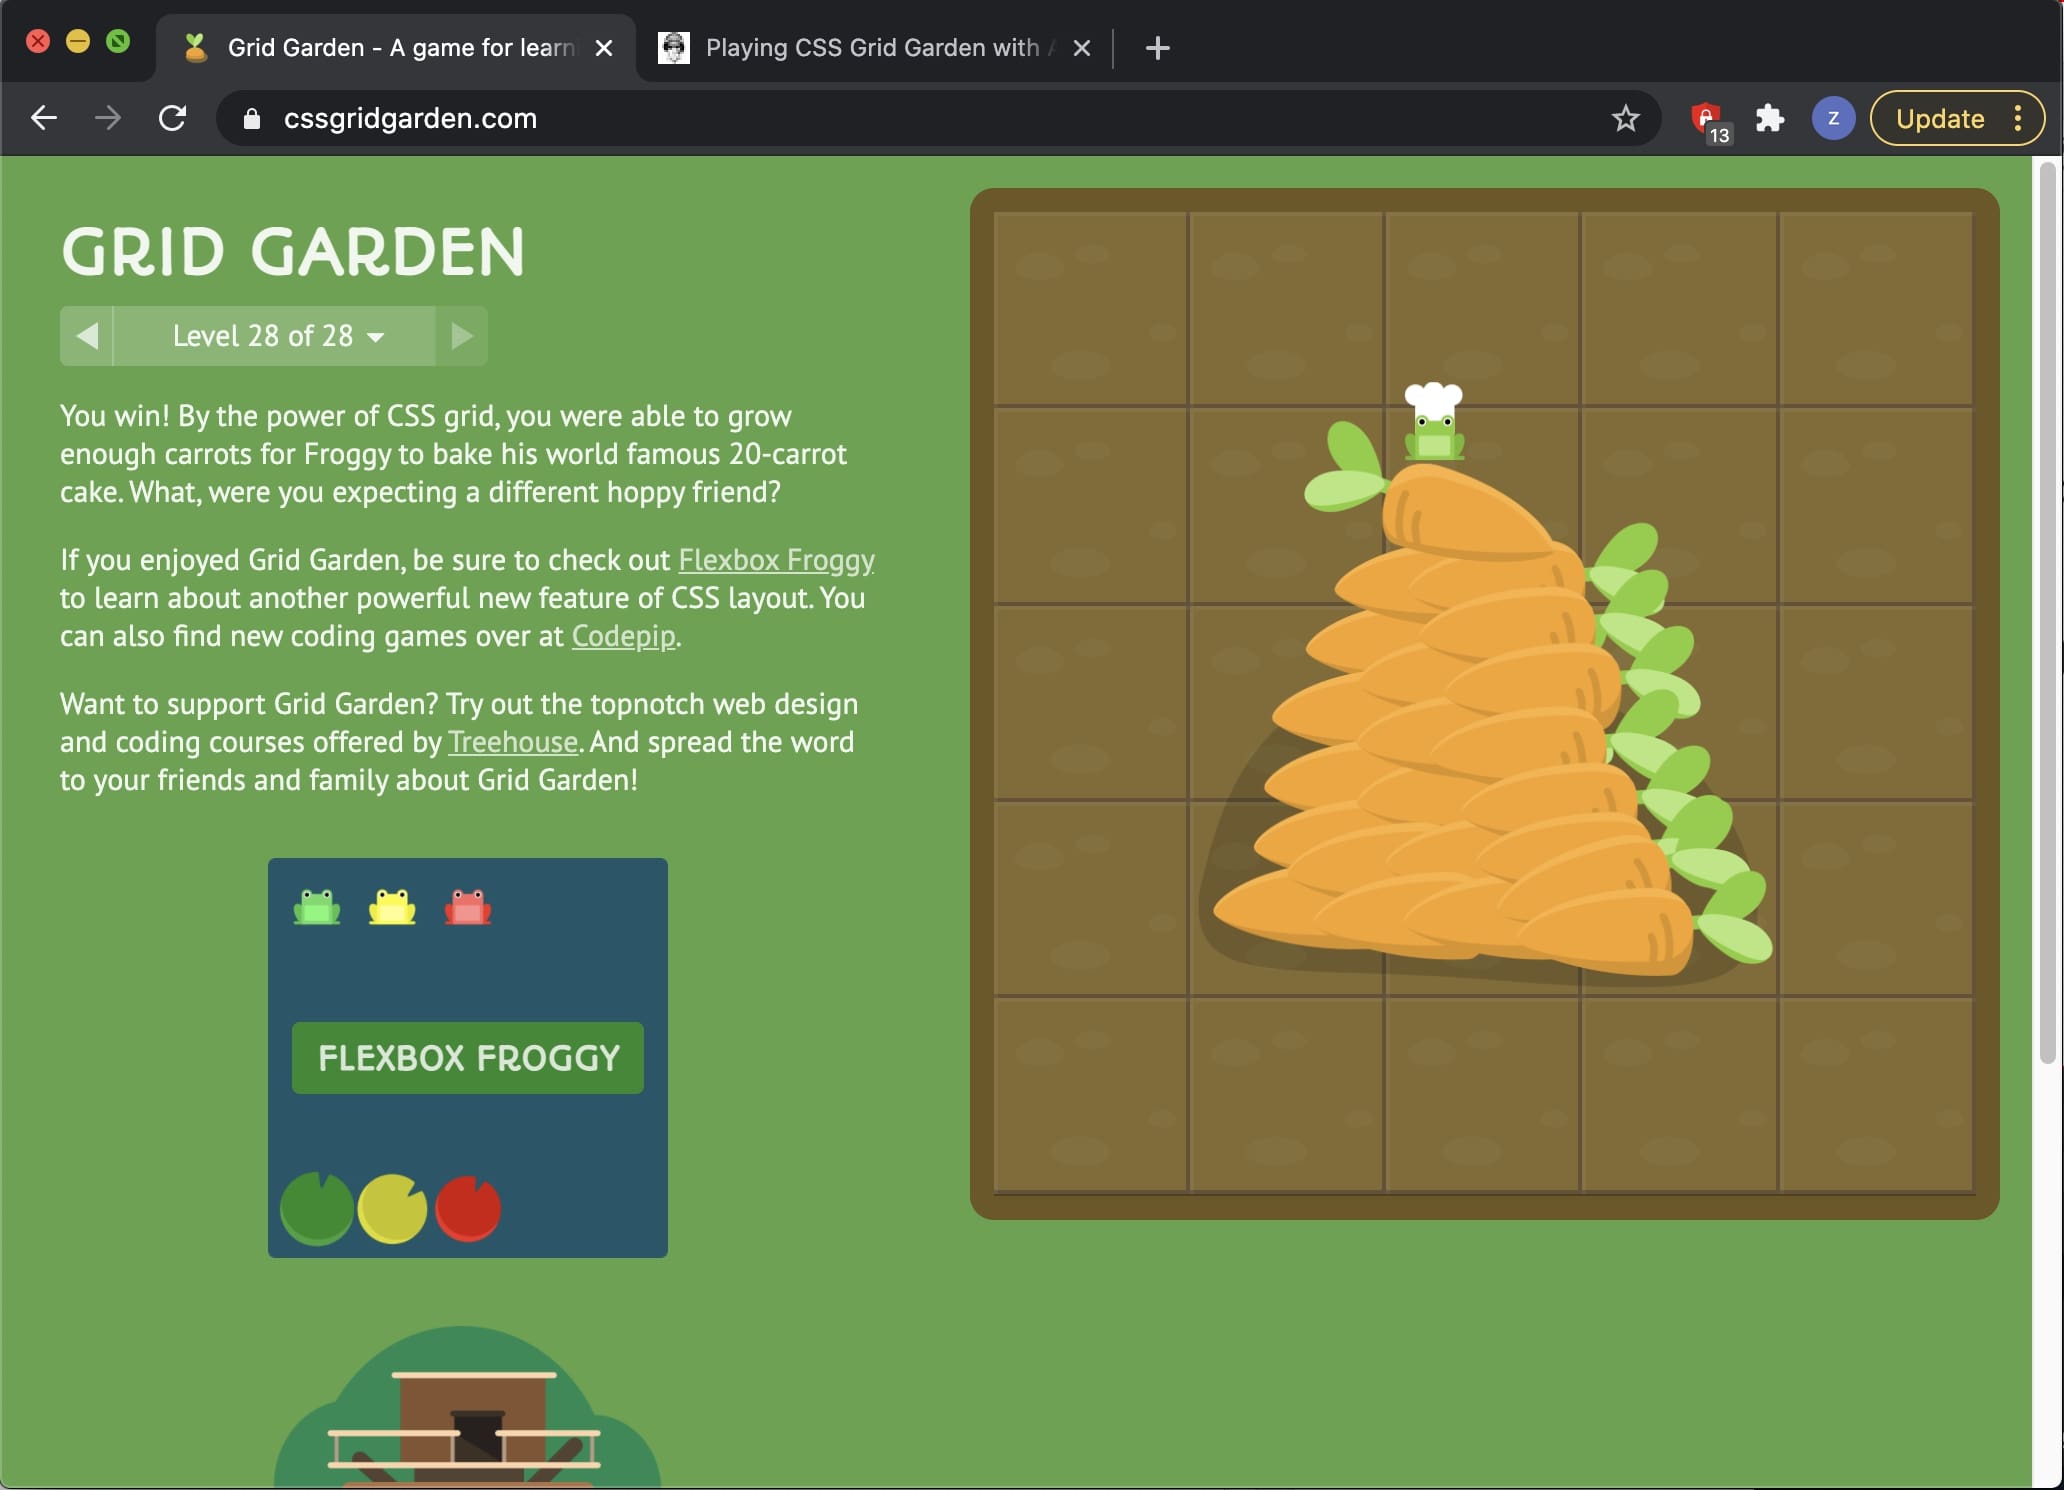 Grid Garden - A game for learni
Playing CSS Grid Garden with A
cssgridgarden.com
13
Z
Update
GRID GARDEN
Level 28 of 28
You win! By the power of CSS grid, you were able to grow
enough carrots for Froggy to bake his world famous 20-carrot
cake. What, were you expecting a different hoppy friend?
If you enjoyed Grid Garden, be sure to check out Flexbox Froggy
to learn about another powerful new feature of CSS layout. You
can also find new coding games over at Codepip.
Want to support Grid Garden? Try out the topnotch web design
and coding courses offered by Treehouse. And spread the word
to your friends and family about Grid Garden!
FLEXBOX FROGGY